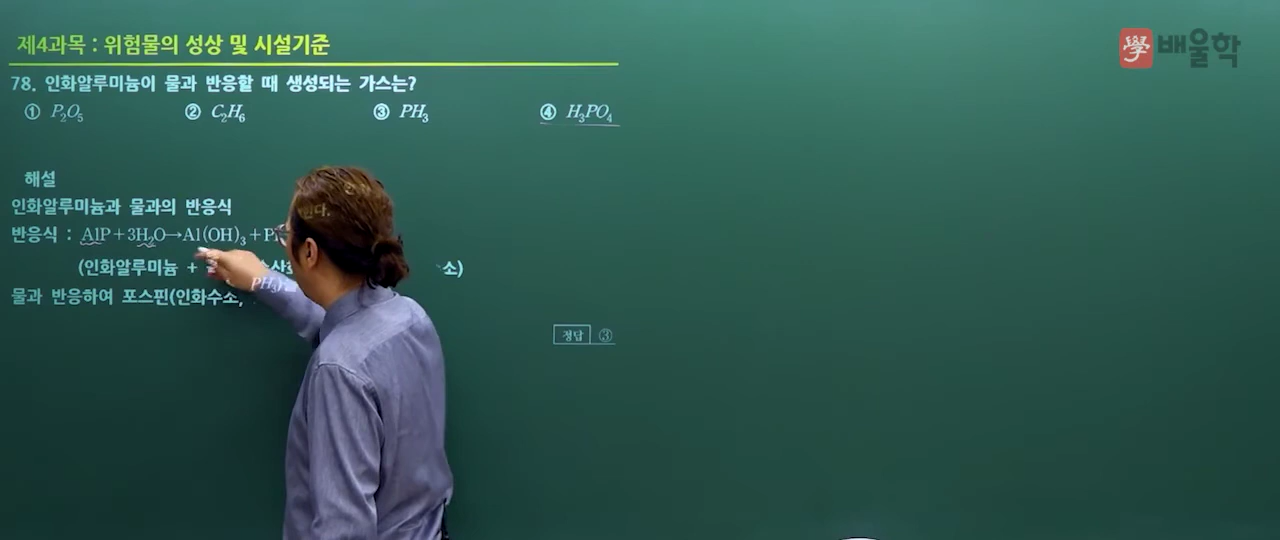 제4과목 : 위험물의 성상 및 시설기준
學 배울학
78. 인화알루미늄이 물과 반응할 때 생성되는 가스는?
① P₂O₅ ② C₂H₆ ③ PH₃ ④ H₃PO₄
해설
인화알루미늄과 물과의 반응식
반응식 : AlP+3H₂O→Al(OH)₃+P
(인화알루미늄 + 소)
물과 반응하여 포스핀(인화수소, PH₃)
정답 ③